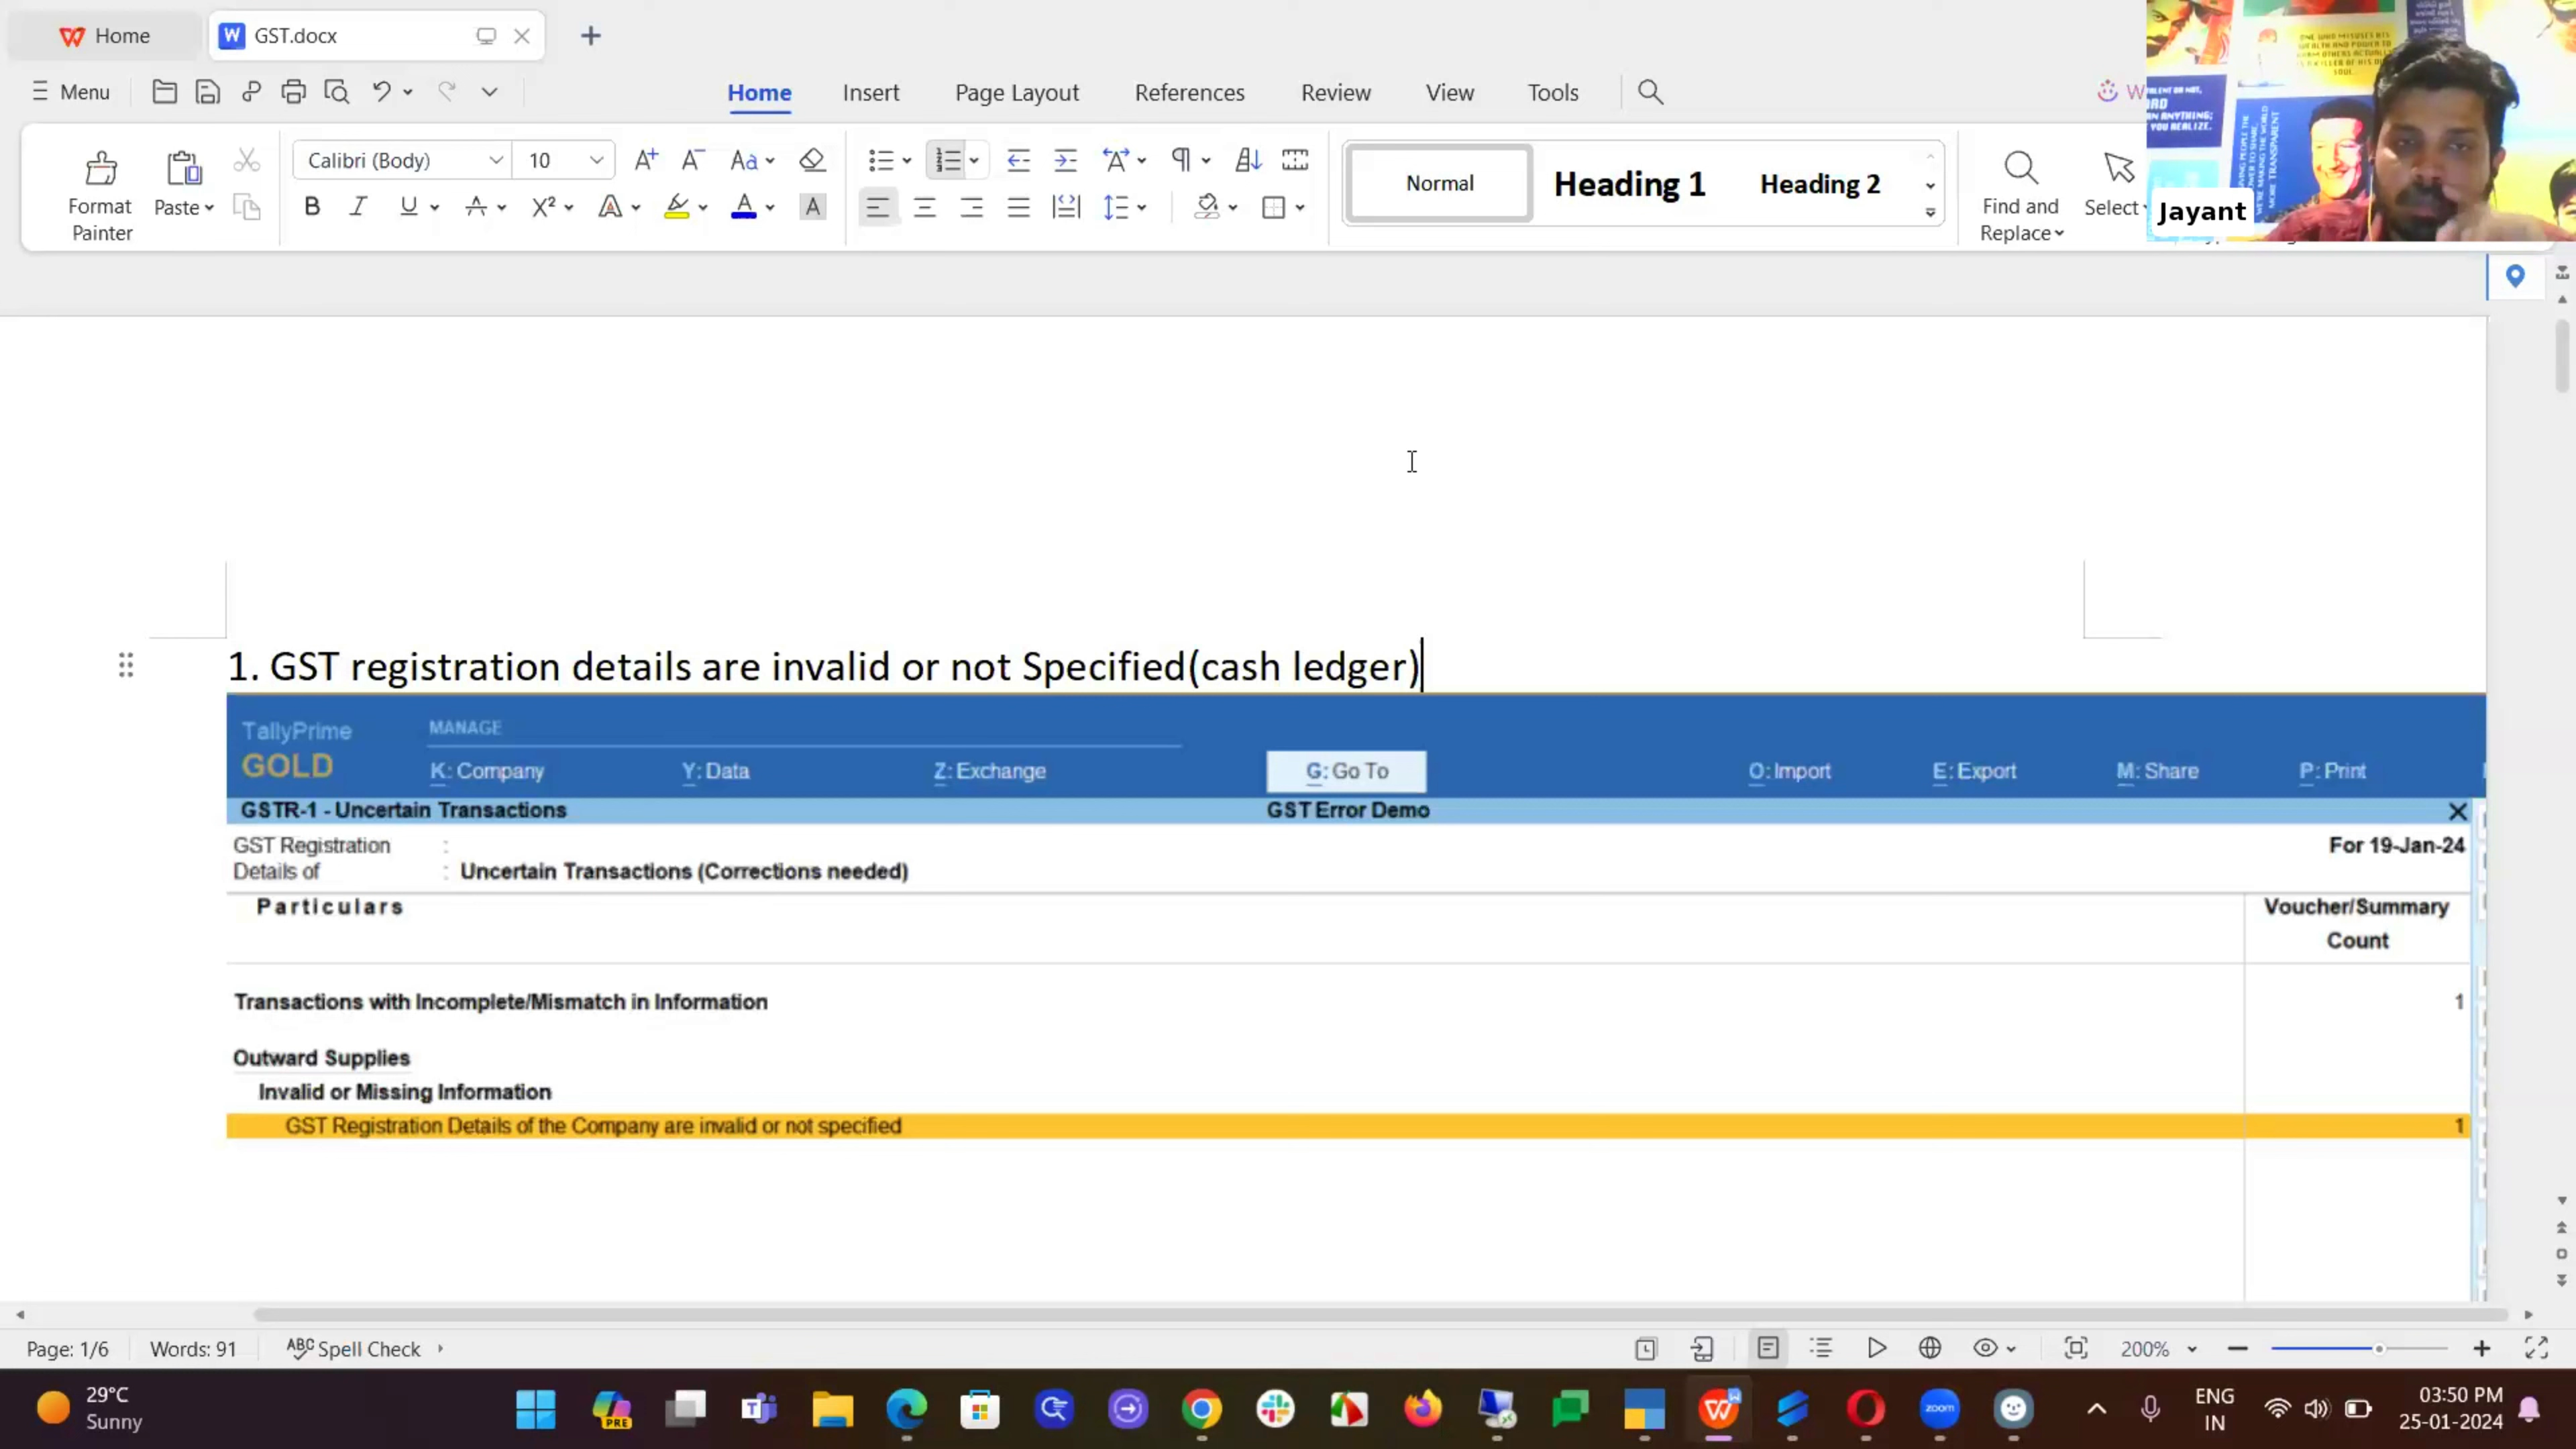 Home
GST.docx
Menu
Home Insert Page Layout References Review View Tools
Calibri (Body) 10
Format Painter
Paste
Normal
Heading 1
Heading 2
Find and Replace
Select
Jayant
1. GST registration details are invalid or not Specified(cash ledger)
TallyPrime
GOLD
MANAGE
K: Company Y: Data Z: Exchange G: Go To O: Import E: Export M: Share P: Print
GSTR-1 - Uncertain Transactions GST Error Demo
GST Registration : For 19-Jan-24
Details of : Uncertain Transactions (Corrections needed)
Particulars Voucher/Summary
Count
Transactions with Incomplete/Mismatch in Information 1
Outward Supplies
Invalid or Missing Information
GST Registration Details of the Company are invalid or not specified 1
Page: 1/6 Words: 91 Spell Check 200%
29°C
Sunny
PRE
zoom
ENG
IN
03:50 PM
25-01-2024